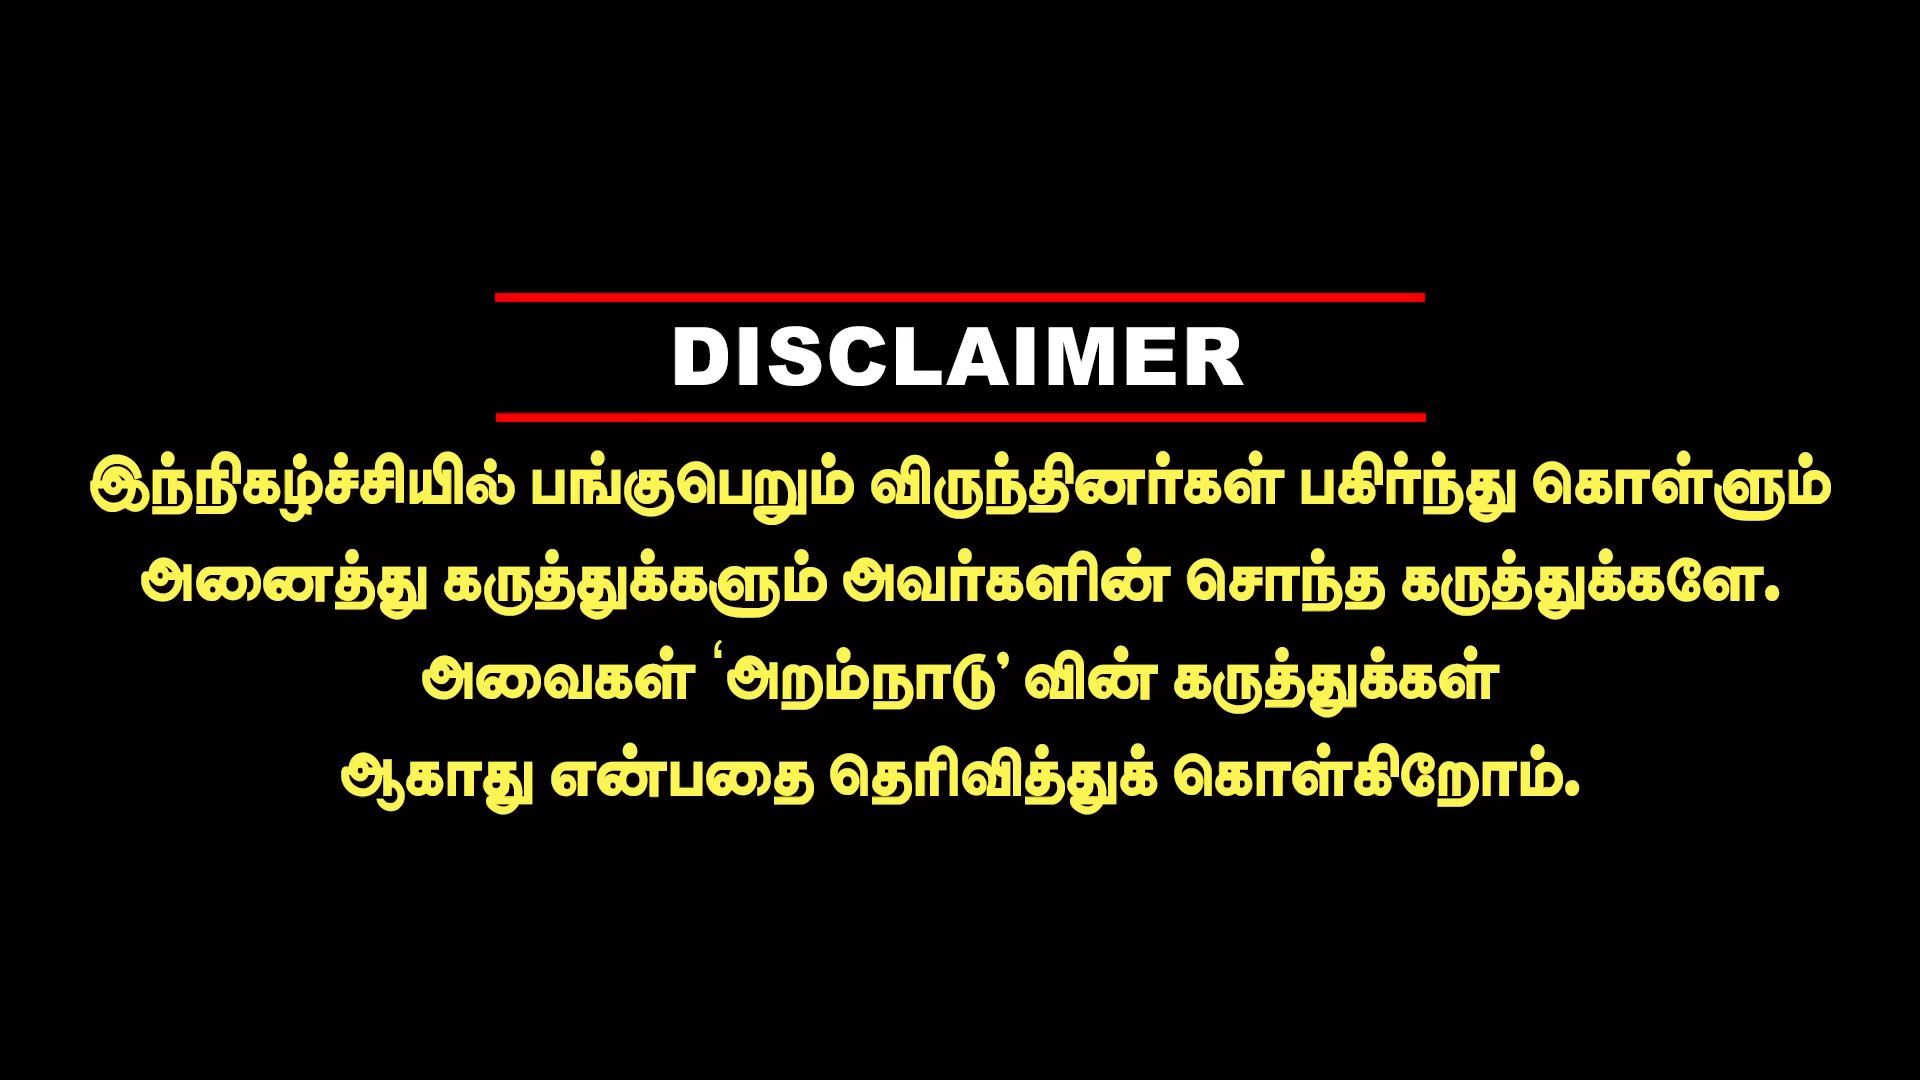 DISCLAIMER
இந்நிகழ்ச்சியில் பங்குபெறும் விருந்தினர்கள் பகிர்ந்து கொள்ளும்
அனைத்து கருத்துக்களும் அவர்களின் சொந்த கருத்துக்களே.
அவைகள் ‘அறம்நாடு’ வின் கருத்துக்கள்
ஆகாது என்பதை தெரிவித்துக் கொள்கிறோம்.